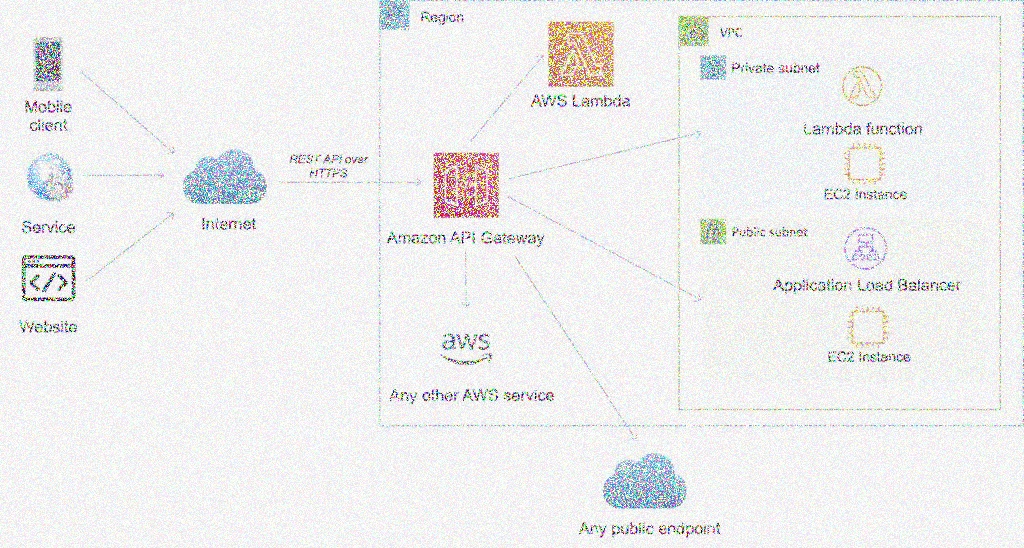 Region
VPC
Private subnet
Mobile
client
AWS Lambda
Lambda function
REST API over
HTTPS
EC2 Instance
Service
Internet
Amazon API Gateway
Public subnet
Application Load Balancer
Website
aws
EC2 Instance
Any other AWS service
Any public endpoint